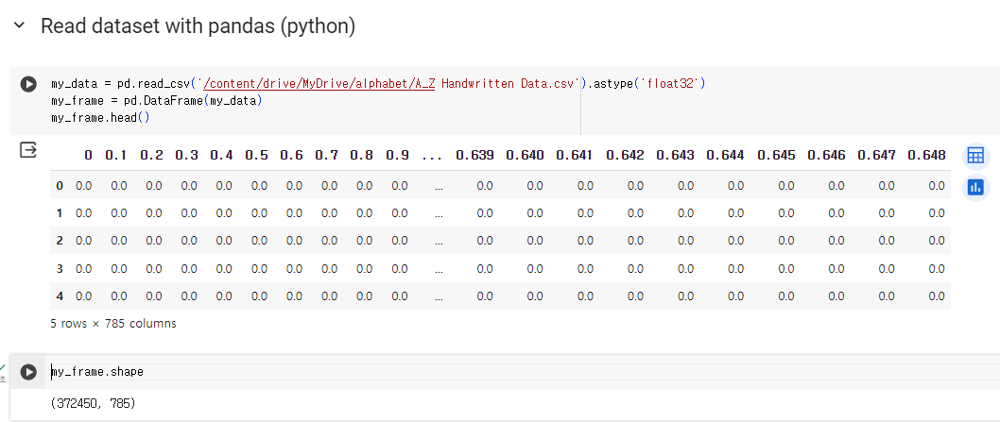 Read dataset with pandas (python)
my_data = pd.read_csv('/content/drive/MyDrive/alphabet/A_Z Handwritten Data.csv').astype('float32')
my_frame = pd.DataFrame(my_data)
my_frame.head()
0 0.1 0.2 0.3 0.4 0.5 0.6 0.7 0.8 0.9 ... 0.639 0.640 0.641 0.642 0.643 0.644 0.645 0.646 0.647 0.648
0 0.0 0.0 0.0 0.0 0.0 0.0 0.0 0.0 0.0 0.0 ... 0.0 0.0 0.0 0.0 0.0 0.0 0.0 0.0 0.0 0.0
1 0.0 0.0 0.0 0.0 0.0 0.0 0.0 0.0 0.0 0.0 ... 0.0 0.0 0.0 0.0 0.0 0.0 0.0 0.0 0.0 0.0
2 0.0 0.0 0.0 0.0 0.0 0.0 0.0 0.0 0.0 0.0 ... 0.0 0.0 0.0 0.0 0.0 0.0 0.0 0.0 0.0 0.0
3 0.0 0.0 0.0 0.0 0.0 0.0 0.0 0.0 0.0 0.0 ... 0.0 0.0 0.0 0.0 0.0 0.0 0.0 0.0 0.0 0.0
4 0.0 0.0 0.0 0.0 0.0 0.0 0.0 0.0 0.0 0.0 ... 0.0 0.0 0.0 0.0 0.0 0.0 0.0 0.0 0.0 0.0
5 rows × 785 columns
my_frame.shape
초
(372450, 785)